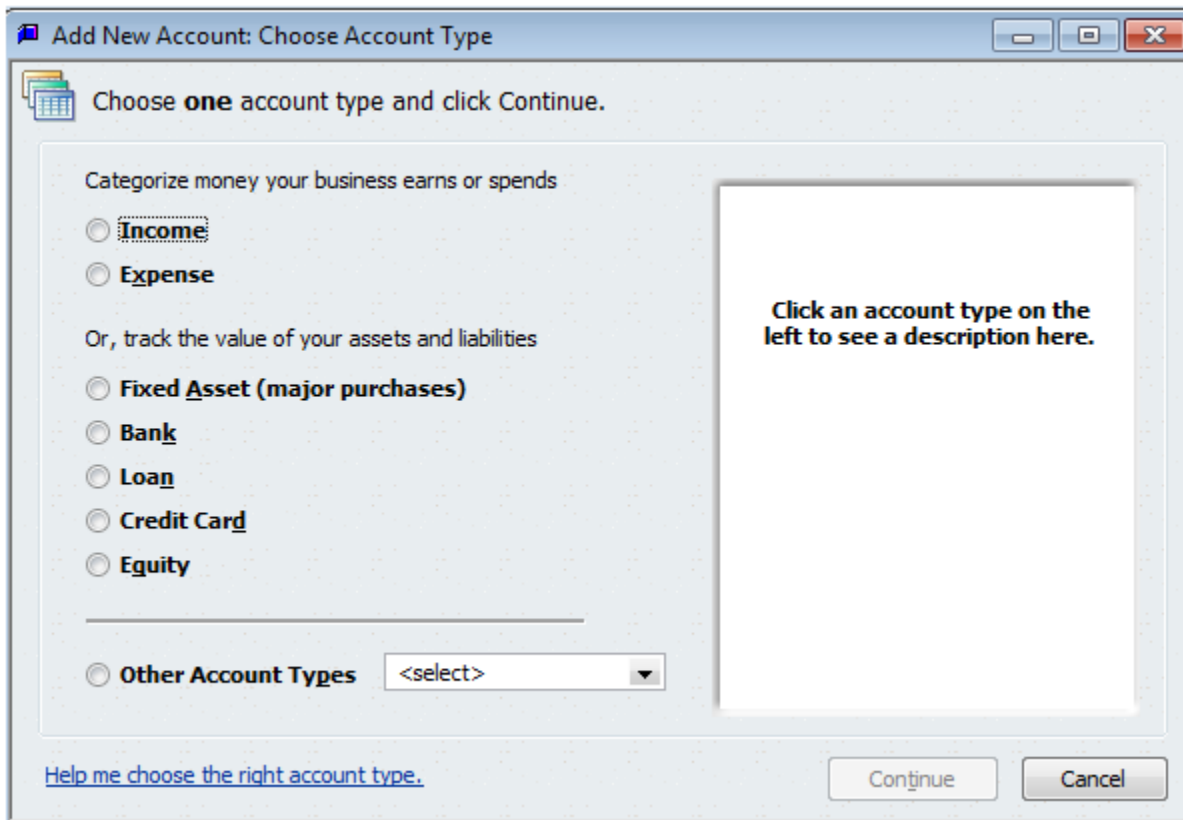 Add New Account: Choose Account Type
Choose one account type and click Continue.
Categorize money your business earns or spends
Income
Expense
Or, track the value of your assets and liabilities
Fixed Asset (major purchases)
Bank
Loan
Credit Card
Equity
Other Account Types <select>
Click an account type on the
left to see a description here.
Help me choose the right account type.
Continue Cancel